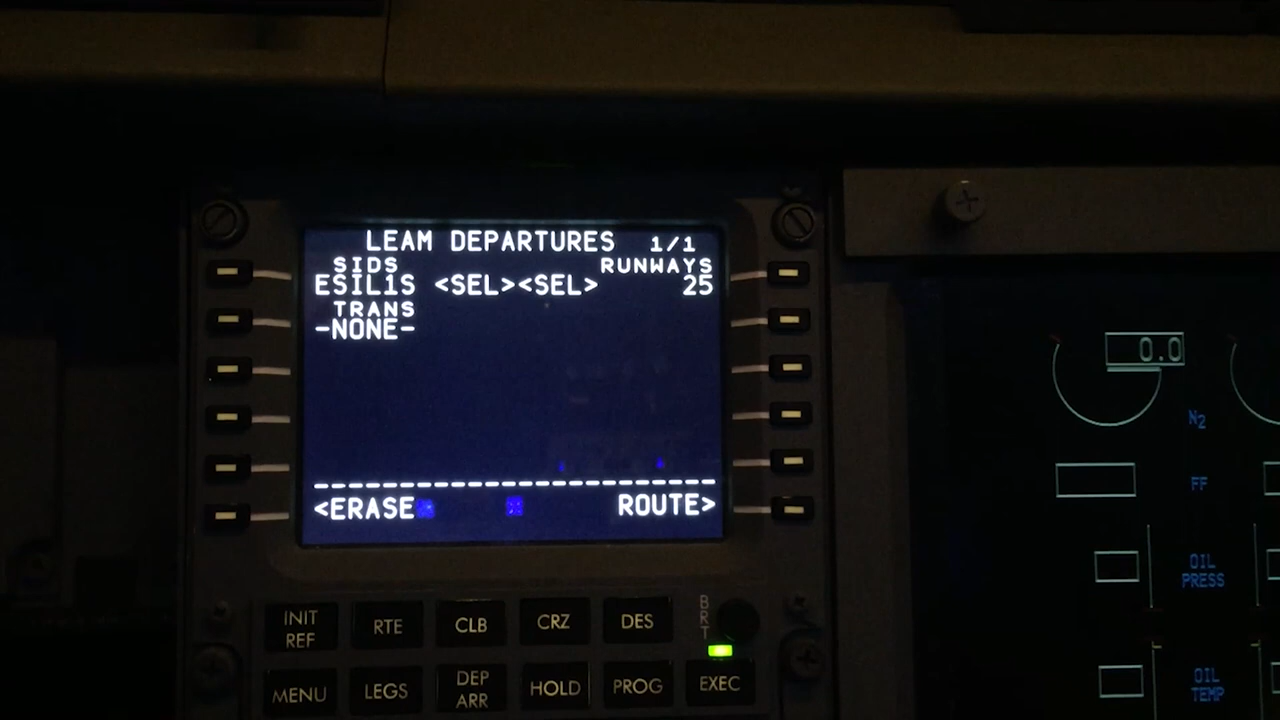 LEAM DEPARTURES 1/1
SIDS RUNWAYS
ESIL1S <SEL><SEL> 25
TRANS
-NONE-
<ERASE ROUTE>
INIT REF
RTE
CLB
CRZ
DES
BRT
MENU
LEGS
DEP ARR
HOLD
PROG
EXEC
0.0
N2
FF
OIL
PRESS
OIL
TEMP